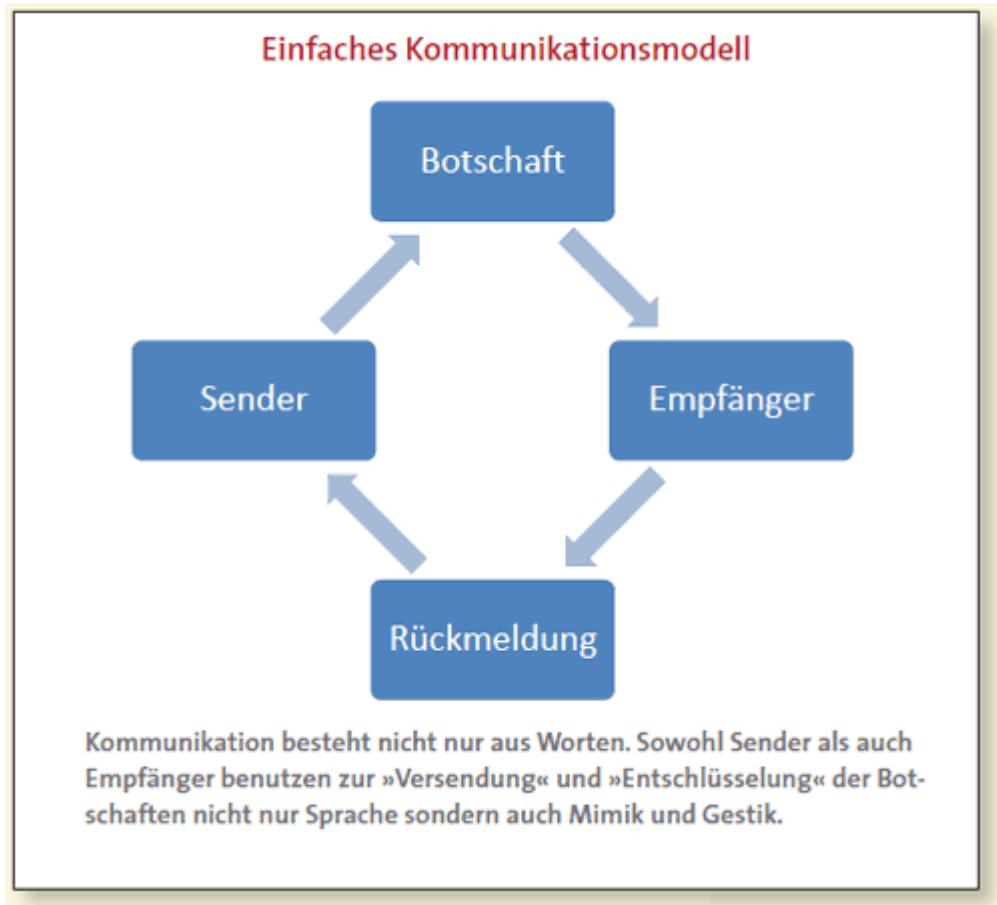 Einfaches Kommunikationsmodell
Botschaft
Sender
Empfänger
Rückmeldung
Kommunikation besteht nicht nur aus Worten. Sowohl Sender als auch
Empfänger benutzen zur »Versendung« und »Entschlüsselung« der Bot-
schaften nicht nur Sprache sondern auch Mimik und Gestik.